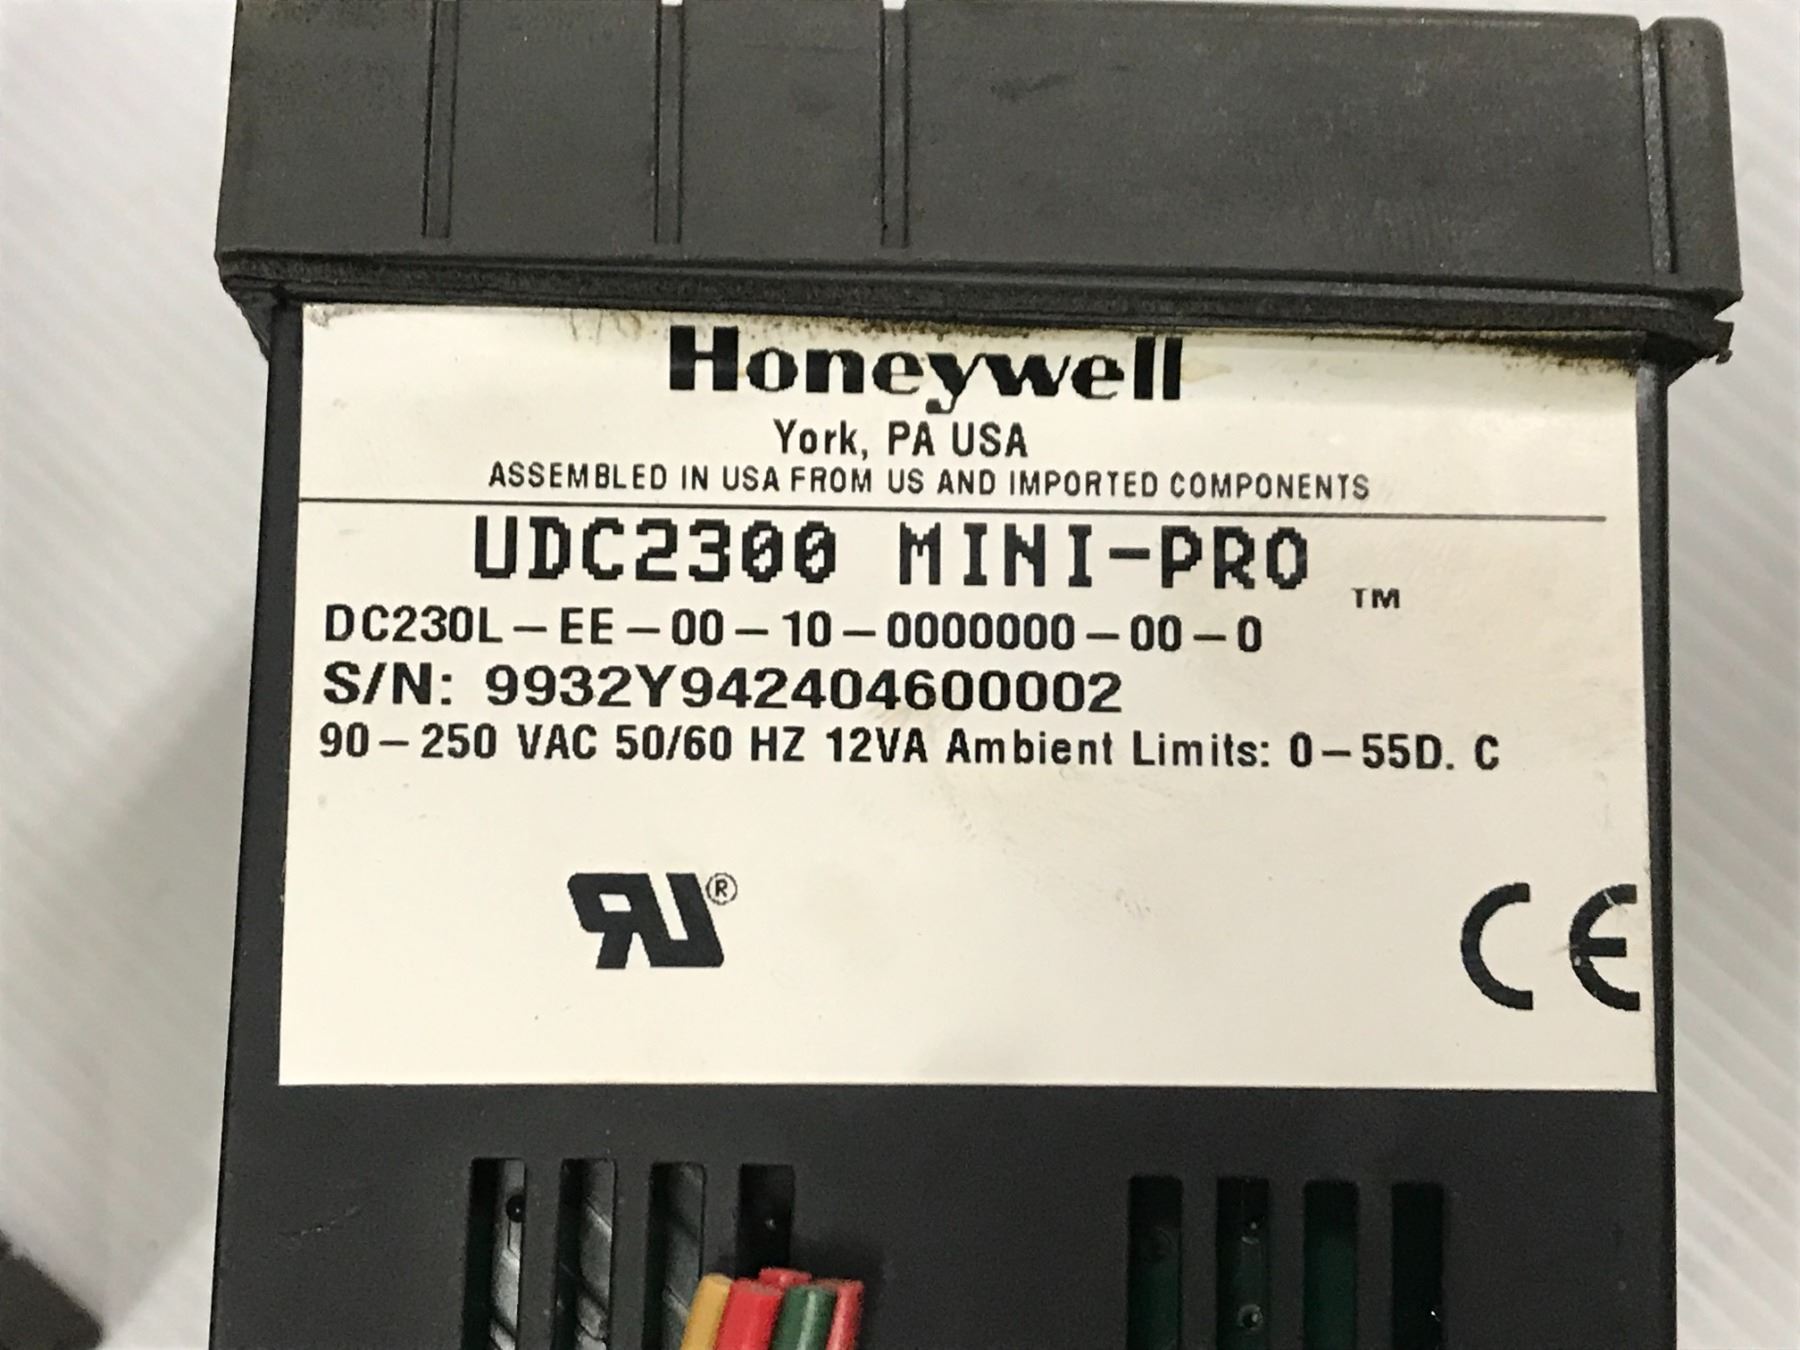 Honeywell
York, PA USA
ASSEMBLED IN USA FROM US AND IMPORTED COMPONENTS
UDC2300 MINI-PRO ™
DC230L-EE-00-10-0000000-00-0
S/N: 9932Y942404600002
90-250 VAC 50/60 HZ 12VA Ambient Limits: 0-55D. C
RU® CE